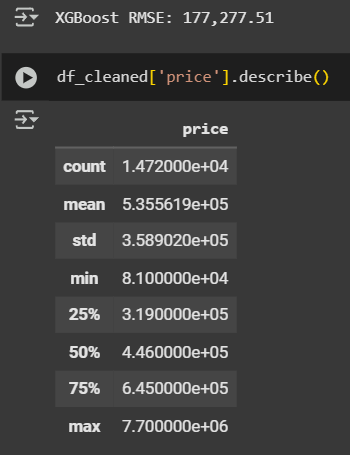 XGBoost RMSE: 177,277.51
df_cleaned['price'].describe()
price
count 1.472000e+04
mean 5.355619e+05
std 3.589020e+05
min 8.100000e+04
25% 3.190000e+05
50% 4.460000e+05
75% 6.450000e+05
max 7.700000e+06